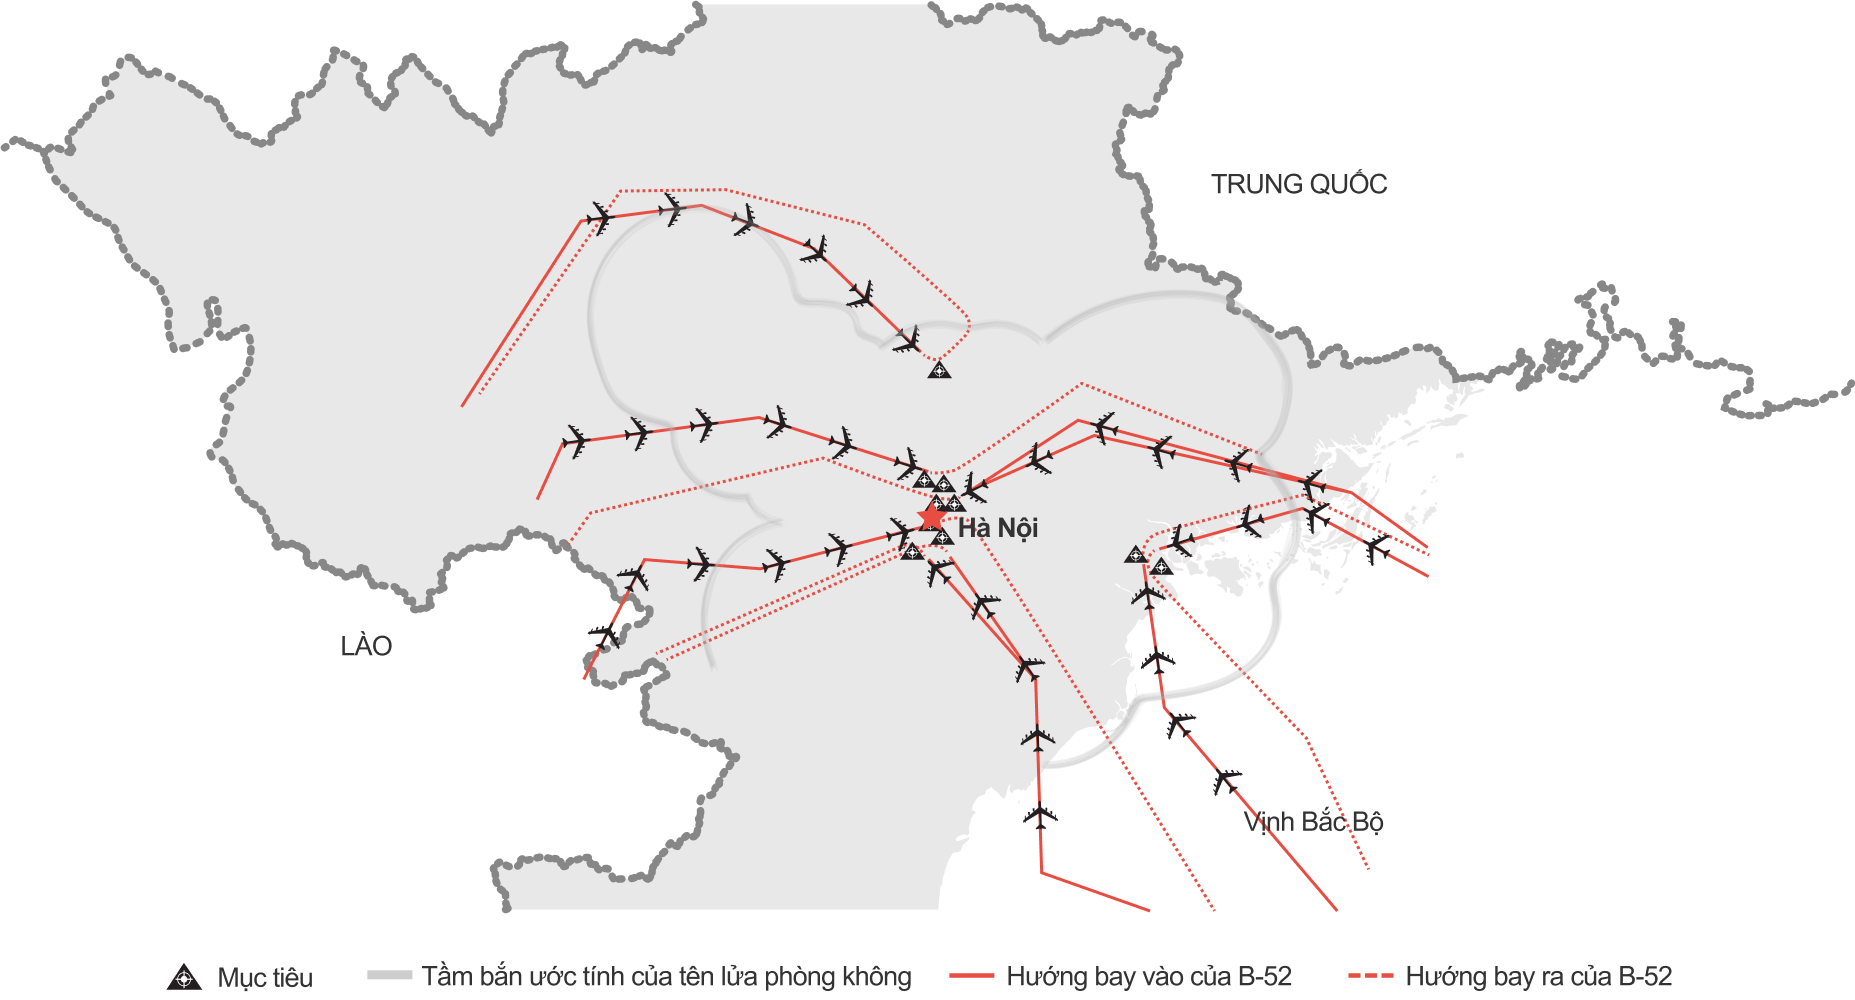 TRUNG QUỐC
Hà Nội
LÀO
Vịnh Bắc Bộ
Mục tiêu
Tầm bắn ước tính của tên lửa phòng không
Hướng bay vào của B-52
Hướng bay ra của B-52